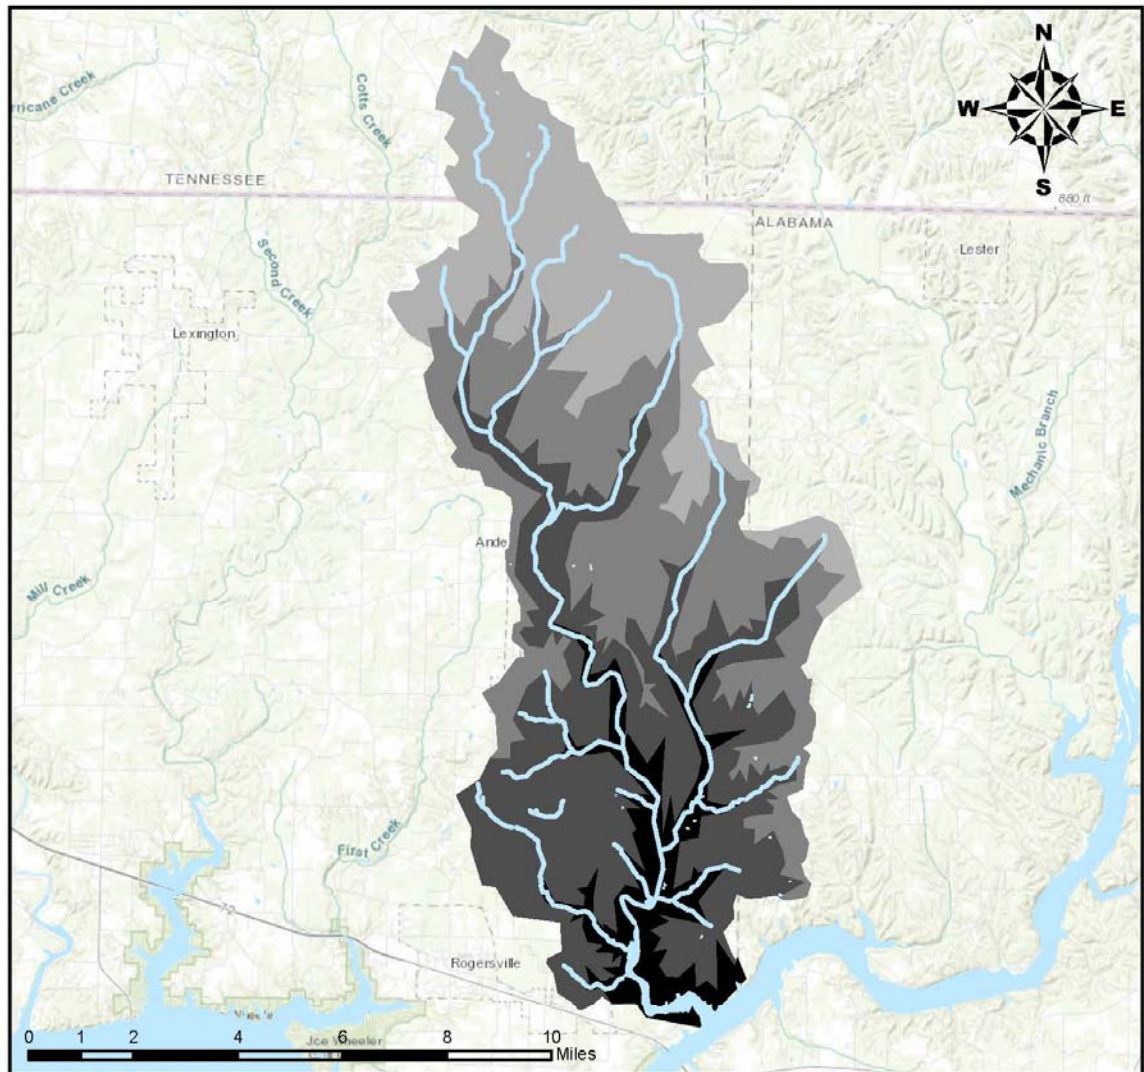 N
W E
S
rricane Creek
Cotts Creek
TENNESSEE
880 ft
ALABAMA
Lester
Second Creek
Lexington
Mechanic Branch
Ande
Mill Creek
First Creek
72
Rogersville
Joe Wheeler
0 1 2 4 6 8 10
Miles